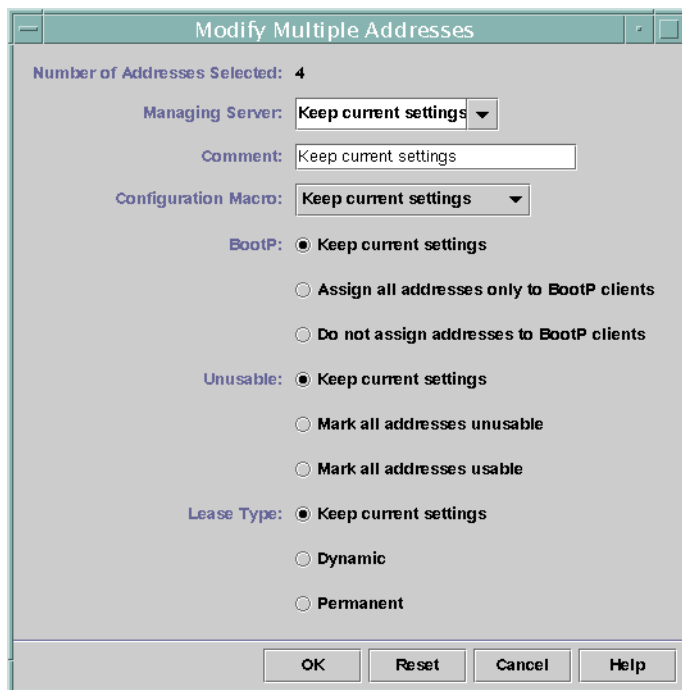 Modify Multiple Addresses
Number of Addresses Selected: 4
Managing Server: Keep current settings
Comment: Keep current settings
Configuration Macro: Keep current settings
BootP: Keep current settings
Assign all addresses only to BootP clients
Do not assign addresses to BootP clients
Unusable: Keep current settings
Mark all addresses unusable
Mark all addresses usable
Lease Type: Keep current settings
Dynamic
Permanent
OK Reset Cancel Help